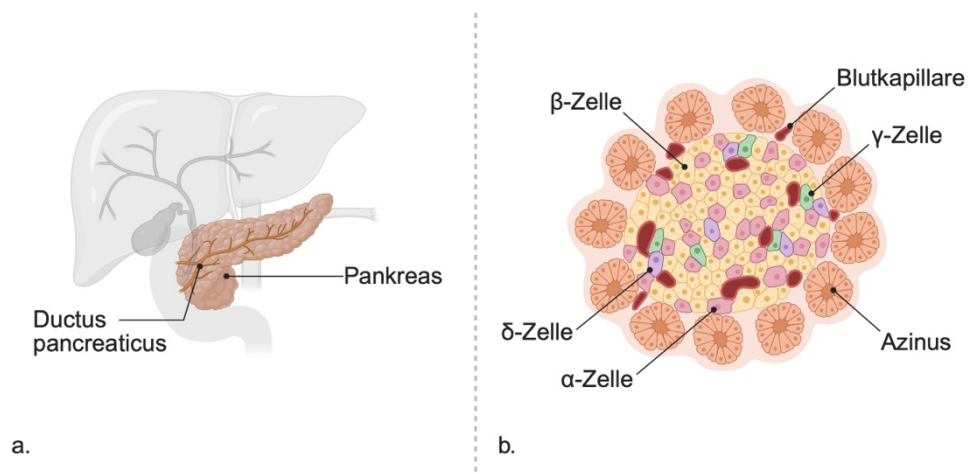 Pankreas
Ductus
pancreaticus
a.
β-Zelle
Blutkapillare
γ-Zelle
δ-Zelle
α-Zelle
Azinus
b.